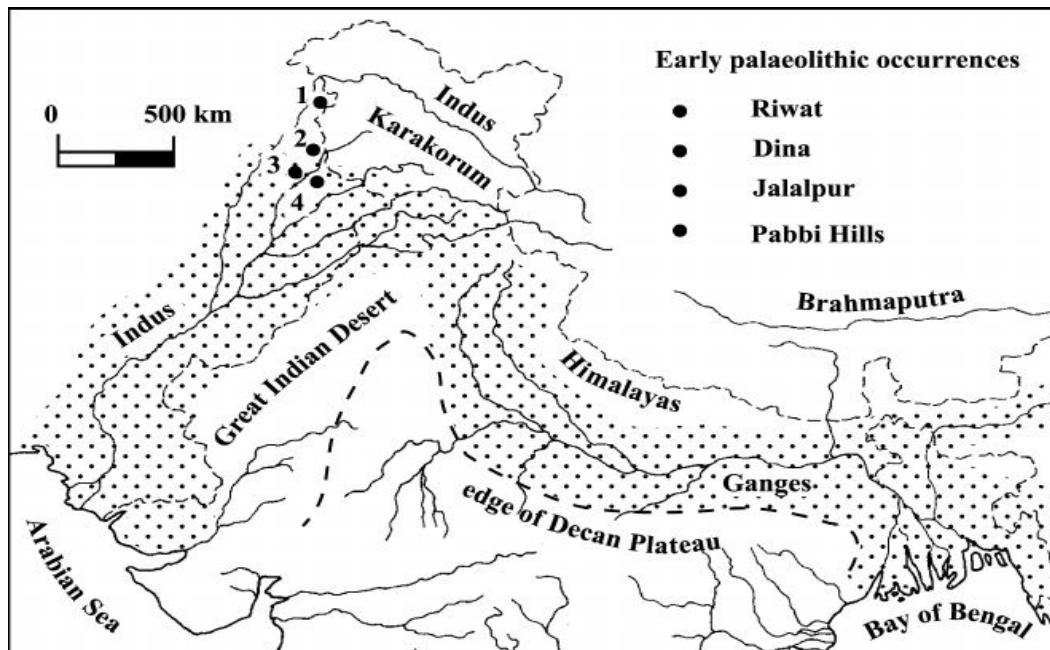 Early palaeolithic occurrences
Riwat
Dina
Jalalpur
Pabbi Hills
0 500 km
1
2
3
4
Indus
Karakorum
Indus
Great Indian Desert
Brahmaputra
Himalayas
Ganges
edge of Decan Plateau
Arabian Sea
Bay of Bengal